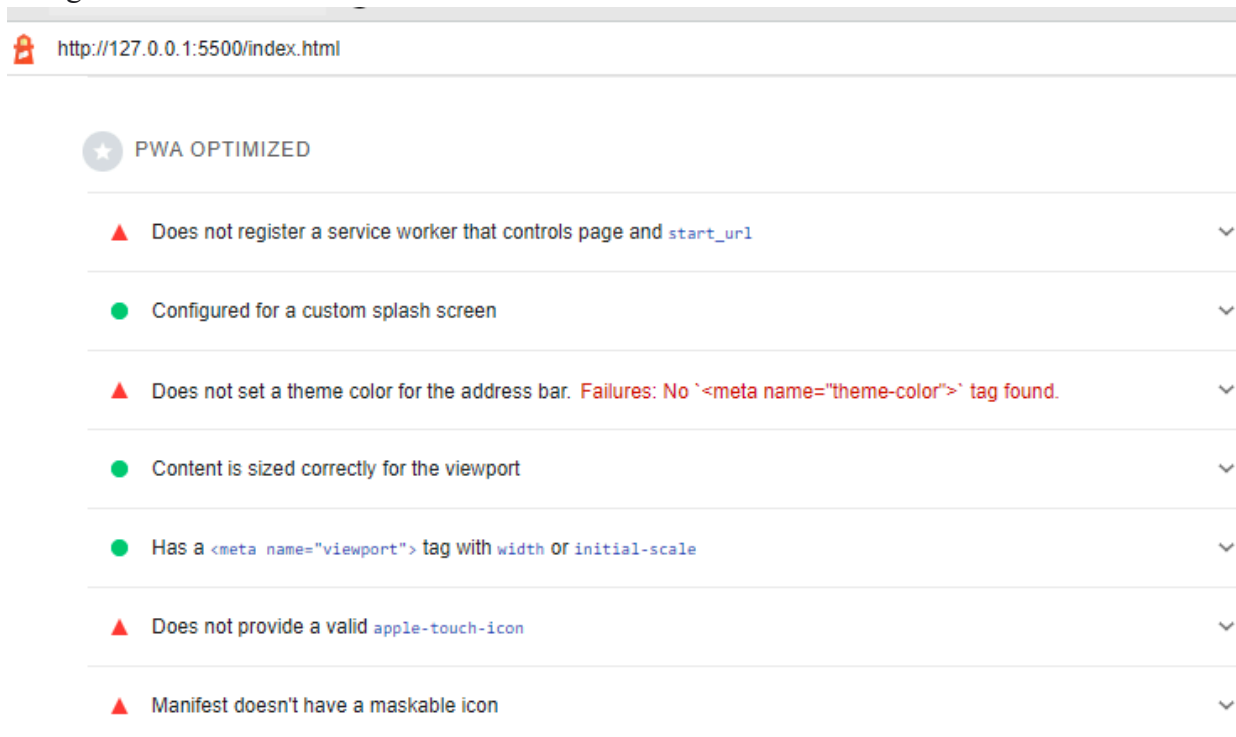 http://127.0.0.1:5500/index.html
PWA OPTIMIZED
Does not register a service worker that controls page and start_url
Configured for a custom splash screen
Does not set a theme color for the address bar. Failures: No `<meta name="theme-color">` tag found.
Content is sized correctly for the viewport
Has a <meta name="viewport"> tag with width or initial-scale
Does not provide a valid apple-touch-icon
Manifest doesn't have a maskable icon